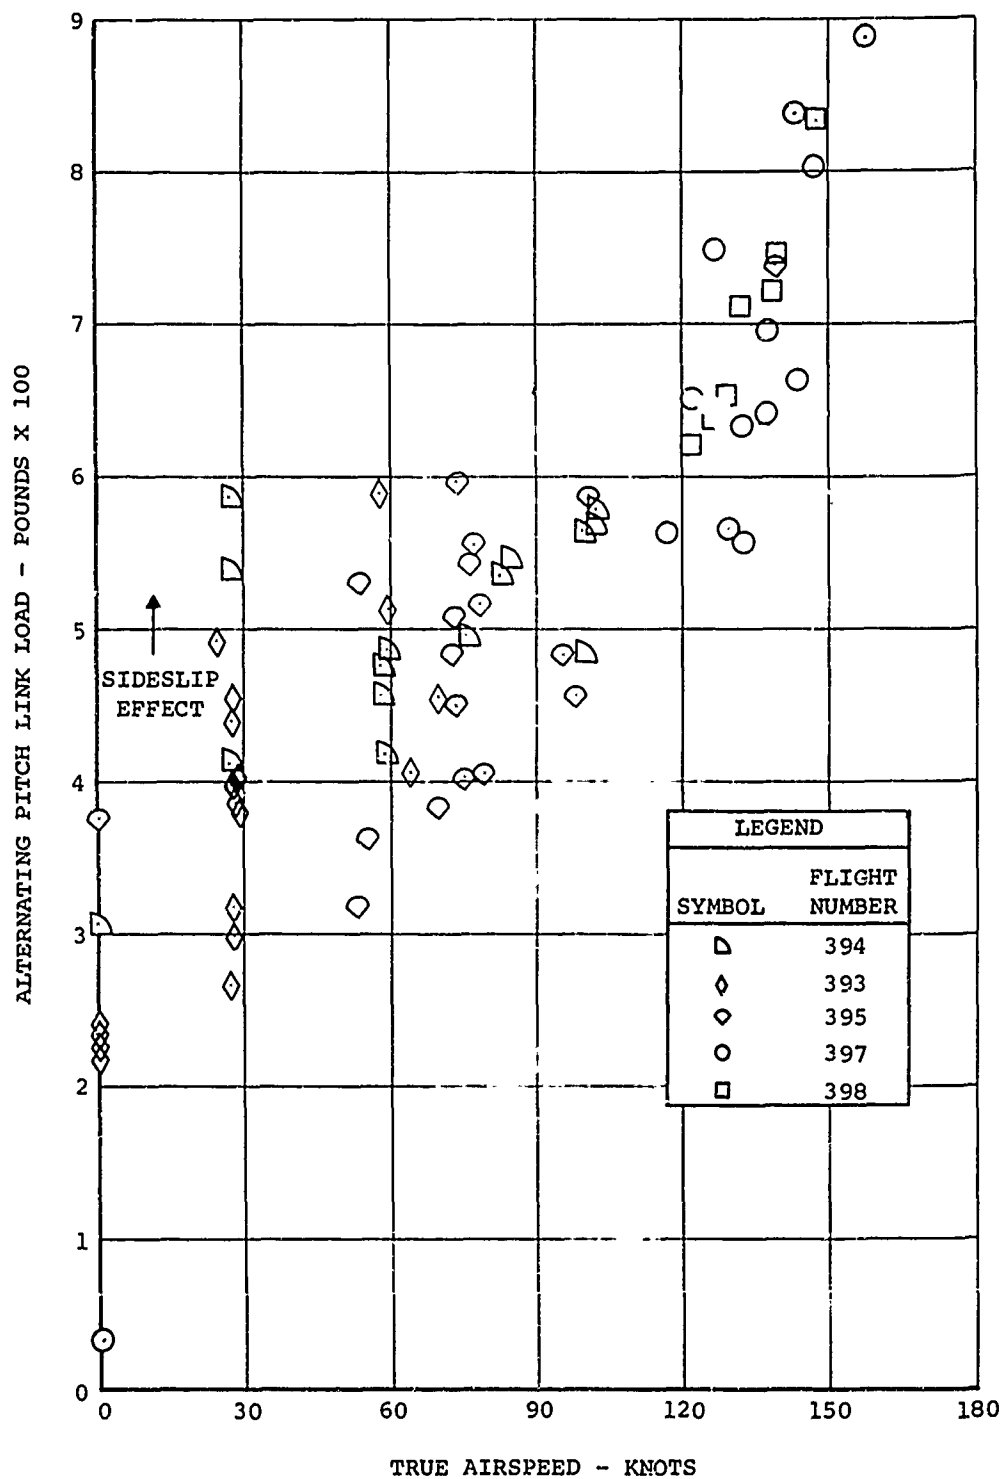 9
8
7
6
5
4
3
2
1
0
ALTERNATING PITCH LINK LOAD - POUNDS X 100
SIDESLIP
EFFECT
LEGEND
SYMBOL FLIGHT NUMBER
394
393
395
397
398
0 30 60 90 120 150 180
TRUE AIRSPEED - KNOTS